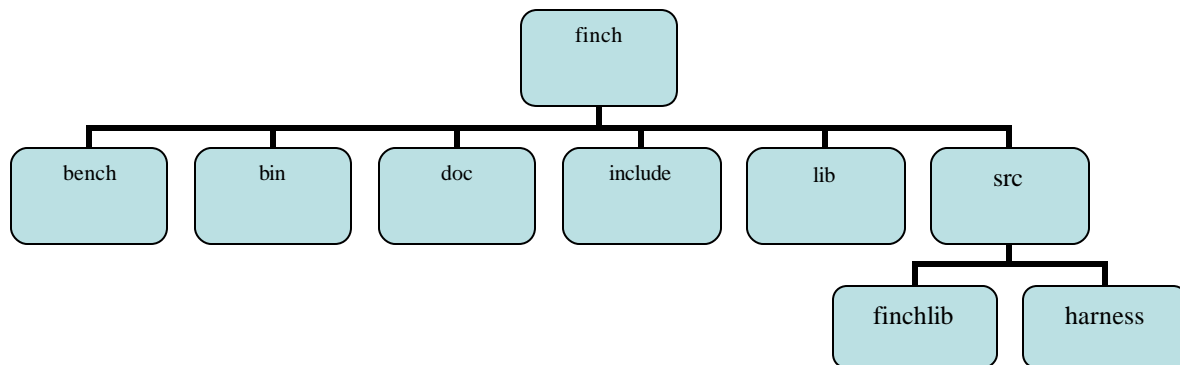 finch
bench
bin
doc
include
lib
src
finchlib
harness